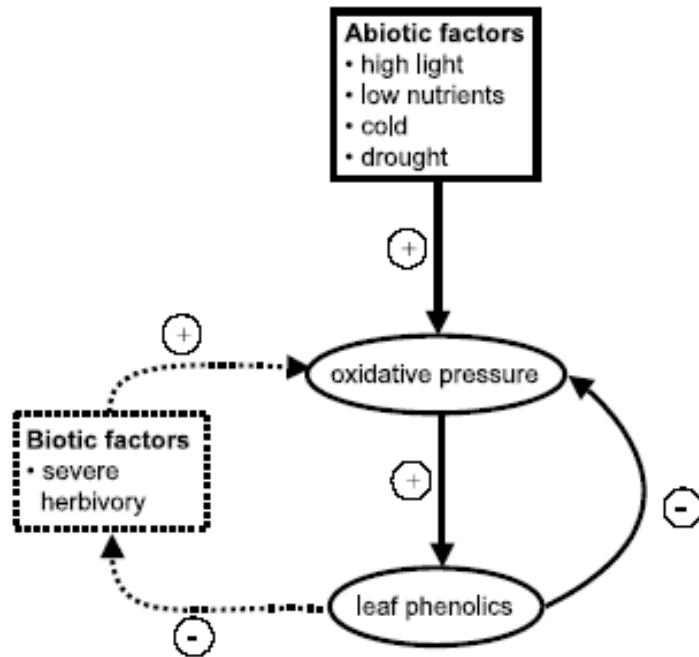 Abiotic factors
• high light
• low nutrients
• cold
• drought
+
+
oxidative pressure
Biotic factors
• severe
herbivory
+
-
leaf phenolics
-